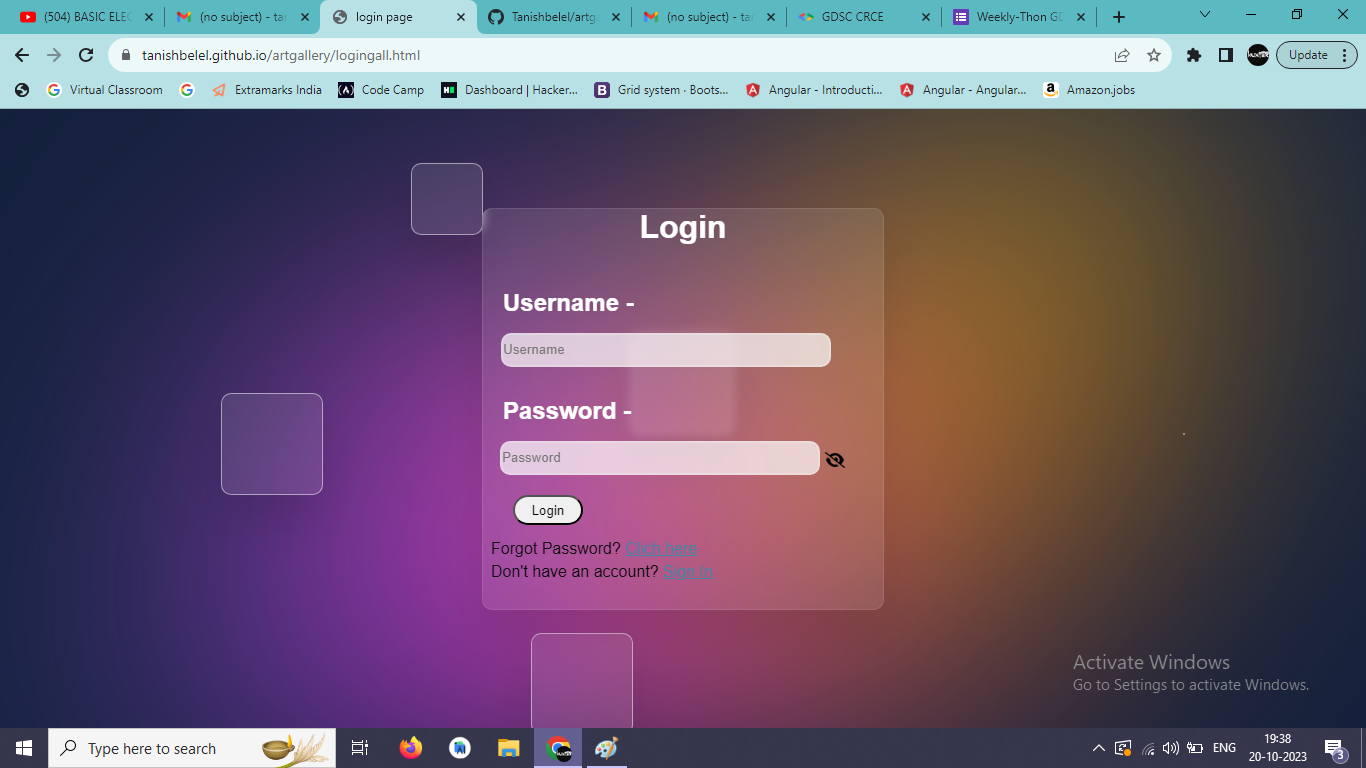 (504) BASIC ELEC
(no subject) - tan
login page
Tanishbelel/artga
(no subject) - tan
GDSC CRCE
Weekly-Thon GD
tanishbelel.github.io/artgallery/logingall.html
Update
Virtual Classroom
Extramarks India
Code Camp
Dashboard | Hacker...
Grid system · Boots...
Angular - Introducti...
Angular - Angular...
Amazon.jobs
Login
Username -
Username
Password -
Password
Login
Forgot Password? Click here
Don't have an account? Sign In
Activate Windows
Go to Settings to activate Windows.
Type here to search
ENG
19:38
20-10-2023
3